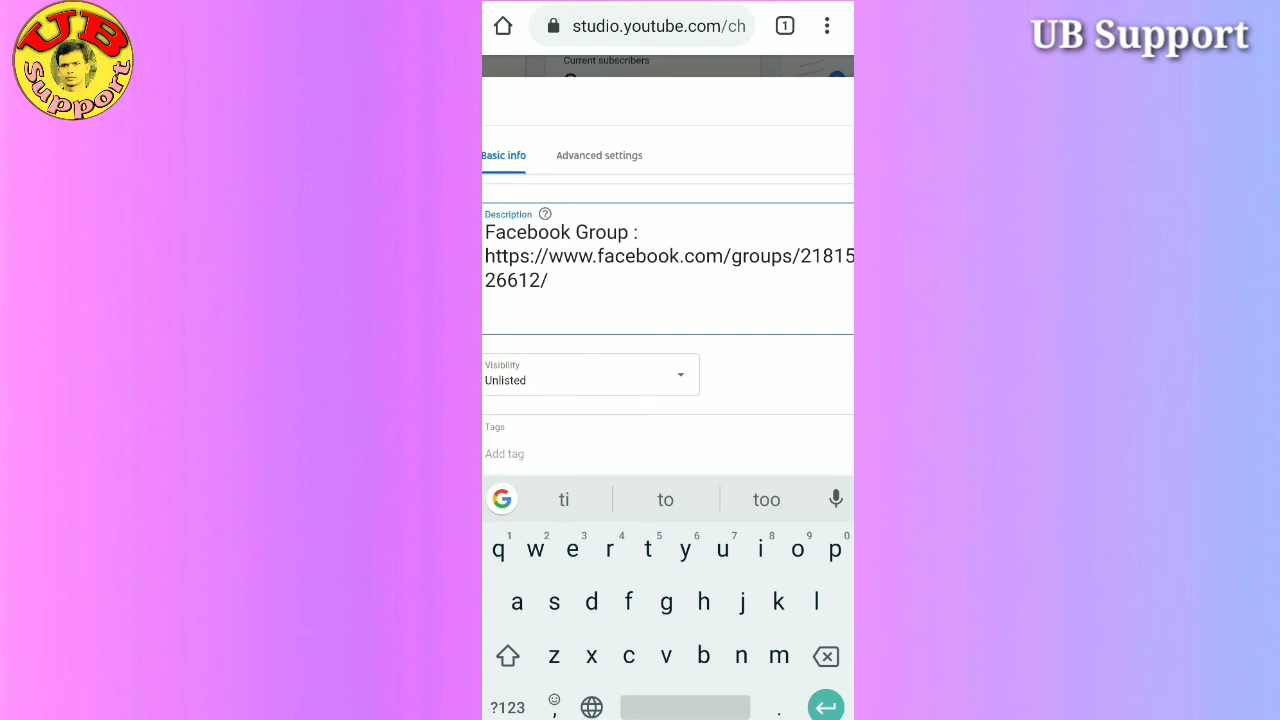 UB
Support
UB Support
studio.youtube.com/ch
1
Current subscribers
Basic info
Advanced settings
Description ?
Facebook Group :
https://www.facebook.com/groups/21815
26612/
Visibility
Unlisted
Tags
Add tag
G ti to too
1 2 3 4 5 6 7 8 9 0
q w e r t y u i o p
a s d f g h j k l
z x c v b n m
?123 , .